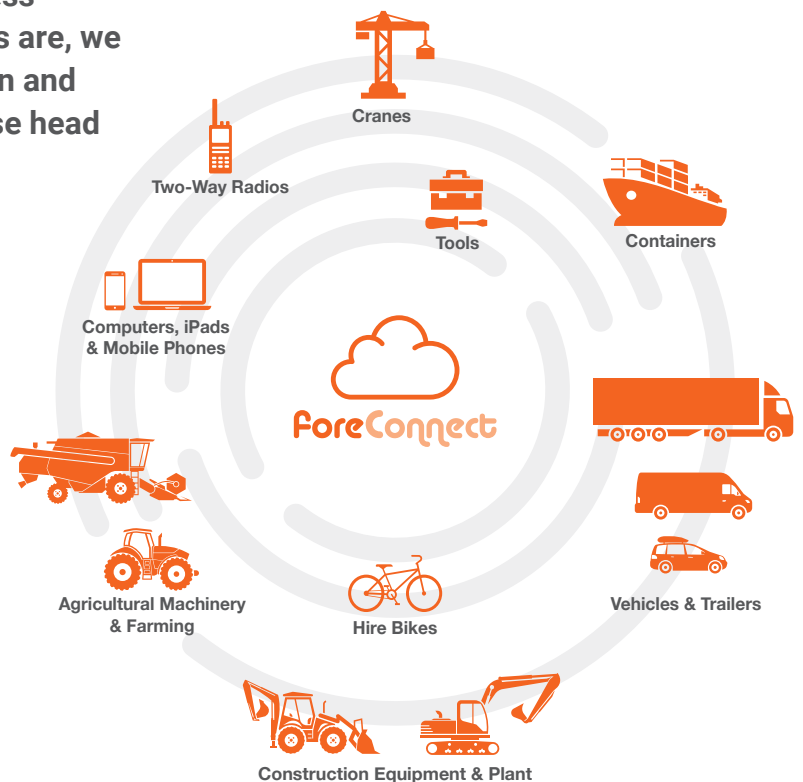 s are, we
n and
se head
Cranes
Two-Way Radios
Tools
Containers
Computers, iPads
& Mobile Phones
foreConnect
Agricultural Machinery
& Farming
Hire Bikes
Vehicles & Trailers
Construction Equipment & Plant